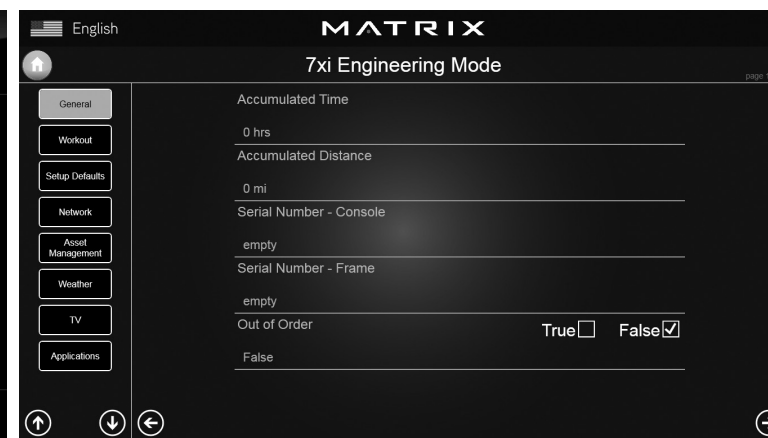 English
MATRIX
7xi Engineering Mode
General
Workout
Setup Defaults
Network
Asset
Management
Weather
TV
Applications
Accumulated Time
0 hrs
Accumulated Distance
0 mi
Serial Number - Console
empty
Serial Number - Frame
empty
Out of Order
True False
False
page 1